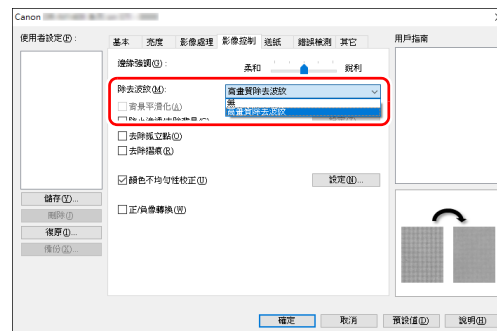 Canon
使用者設定(F):
基本 亮度 影像處理 影像控制 送紙 錯誤檢測 其它
用戶指南
邊緣強調(G): 柔和 銳利
除去波紋(M): 高畫質除去波紋
無
高畫質除去波紋
背景平滑化(A)
去除孤立點(O)
去除摺痕(R)
顏色不均勻性校正(U) 設定(N)...
正/負像轉換(W)
儲存(Y)...
刪除(J)
復原(L)...
備份(X)...
確定 取消 預設值(D) 說明(H)